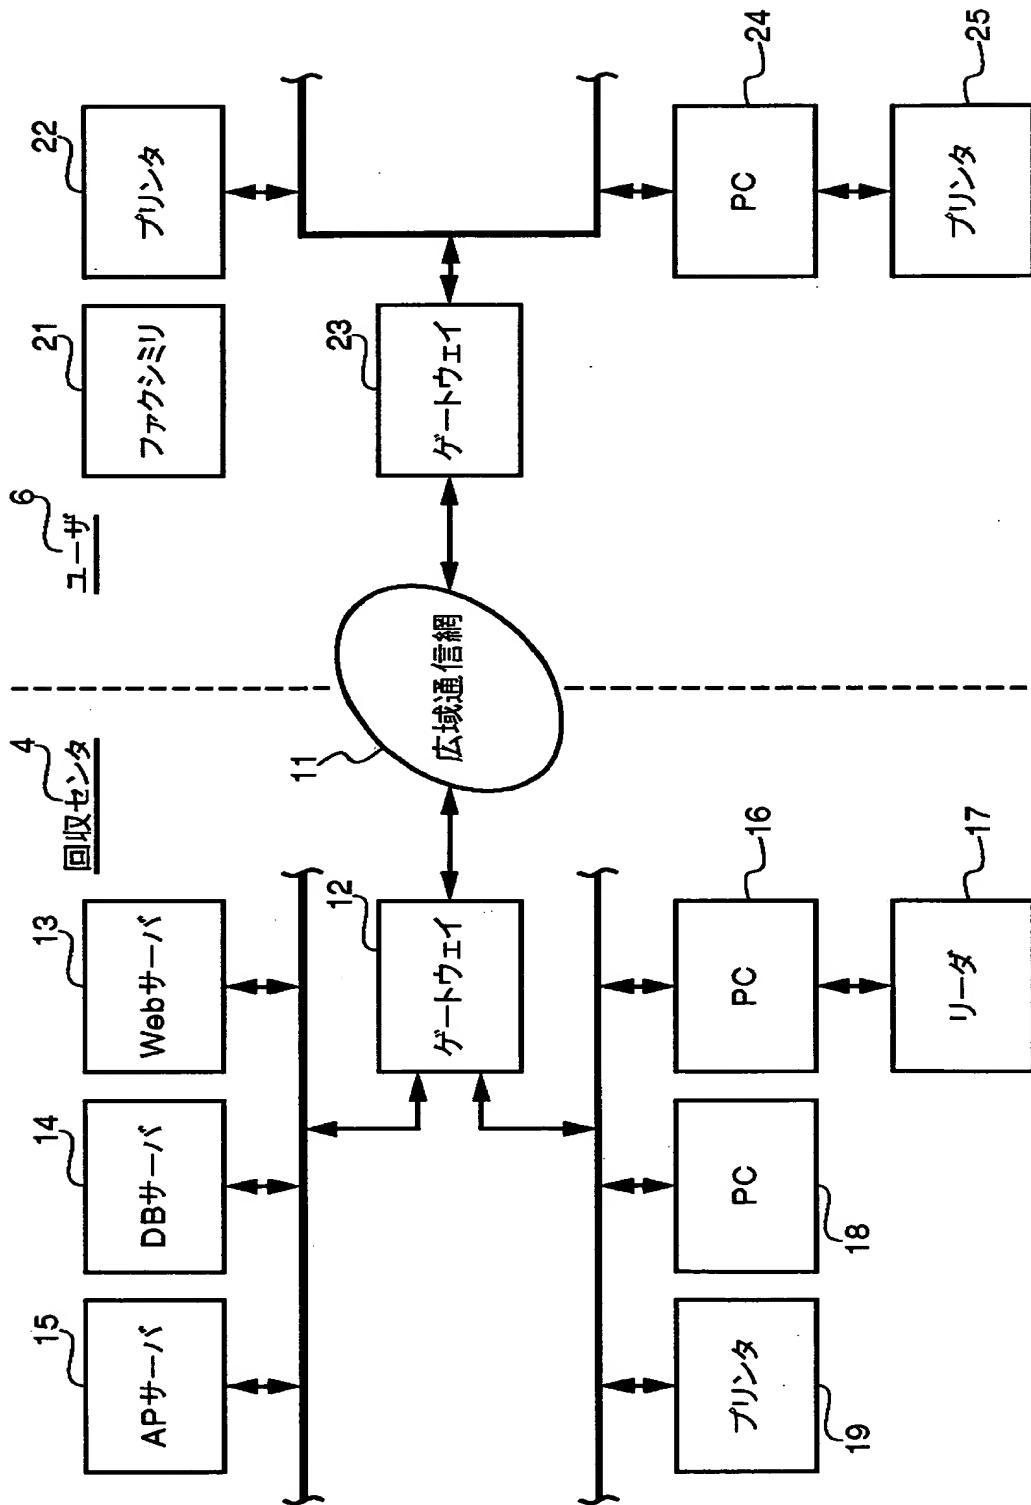 回収センタ
4
ユーザ
6
15
APサーバ
14
DBサーバ
13
Webサーバ
21
ファクシミリ
22
プリンタ
12
ゲートウェイ
11
広域通信網
23
ゲートウェイ
プリンタ
19
PC
18
PC
16
PC
24
リーダ
17
プリンタ
25